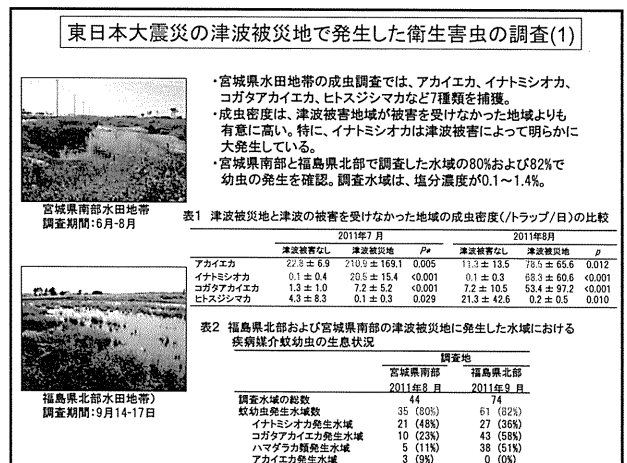 東日本大震災の津波被災地で発生した衛生害虫の調査(1)
・宮城県水田地帯の成虫調査では、アカイエカ、イナトミシオカ、
コガタアカイエカ、ヒトスジシマカなど7種類を捕獲。
・成虫密度は、津波被害地域が被害を受けなかった地域よりも
有意に高い。特に、イナトミシオカは津波被害によって明らかに
大発生している。
・宮城県南部と福島県北部で調査した水域の80%および82%で
幼虫の発生を確認。調査水域は、塩分濃度が0.1～1.4%。
宮城県南部水田地帯
調査期間:6月-8月
表1 津波被災地と津波の被害を受けなかった地域の成虫密度(/トラップ/日)の比較
2011年7月 2011年8月
津波被害なし 津波被災地 P* 津波被害なし 津波被災地 p
アカイエカ 22.8 ± 6.9 210.9 ± 169.1 0.005 11.3 ± 13.5 78.5 ± 65.6 0.012
イナトミシオカ 0.1 ± 0.4 20.5 ± 15.4 <0.001 0.1 ± 0.3 68.3 ± 60.6 <0.001
コガタアカイエカ 1.3 ± 1.0 7.2 ± 5.2 <0.001 7.2 ± 10.5 53.4 ± 97.2 <0.001
ヒトスジシマカ 4.3 ± 8.3 0.1 ± 0.3 0.029 21.3 ± 42.6 0.2 ± 0.5 0.010
福島県北部水田地帯)
調査期間:9月14-17日
表2 福島県北部および宮城県南部の津波被災地に発生した水域における
疾病媒介蚊幼虫の生息状況
調査地
宮城県南部 福島県北部
2011年8 月 2011年9 月
調査水域の総数 44 74
蚊幼虫発生水域数 35 (80%) 61 (82%)
イナトミシオカ発生水域 21 (48%) 27 (36%)
コガタアカイエカ発生水域 10 (23%) 43 (58%)
ハマダラカ類発生水域 5 (11%) 38 (51%)
アカイエカ発生水域 3 (9%) 0 (0%)